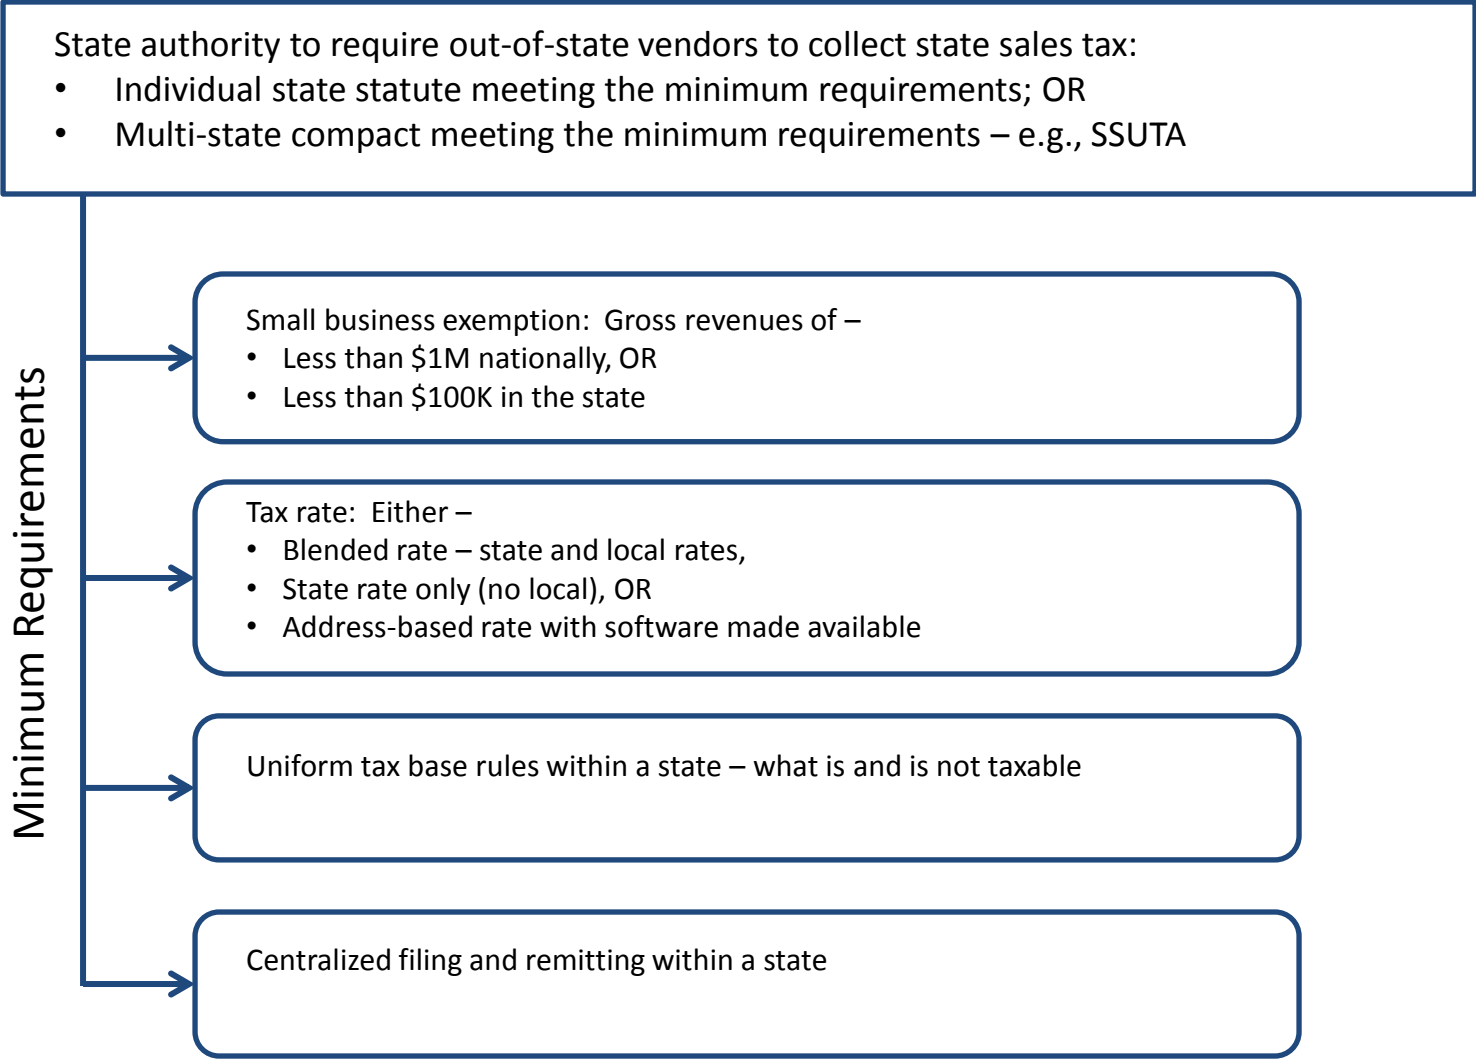 State authority to require out-of-state vendors to collect state sales tax:
• Individual state statute meeting the minimum requirements; OR
• Multi-state compact meeting the minimum requirements – e.g., SSUTA
Minimum Requirements
Small business exemption:  Gross revenues of –
• Less than $1M nationally, OR
• Less than $100K in the state
Tax rate:  Either –
• Blended rate – state and local rates,
• State rate only (no local), OR
• Address-based rate with software made available
Uniform tax base rules within a state – what is and is not taxable
Centralized filing and remitting within a state